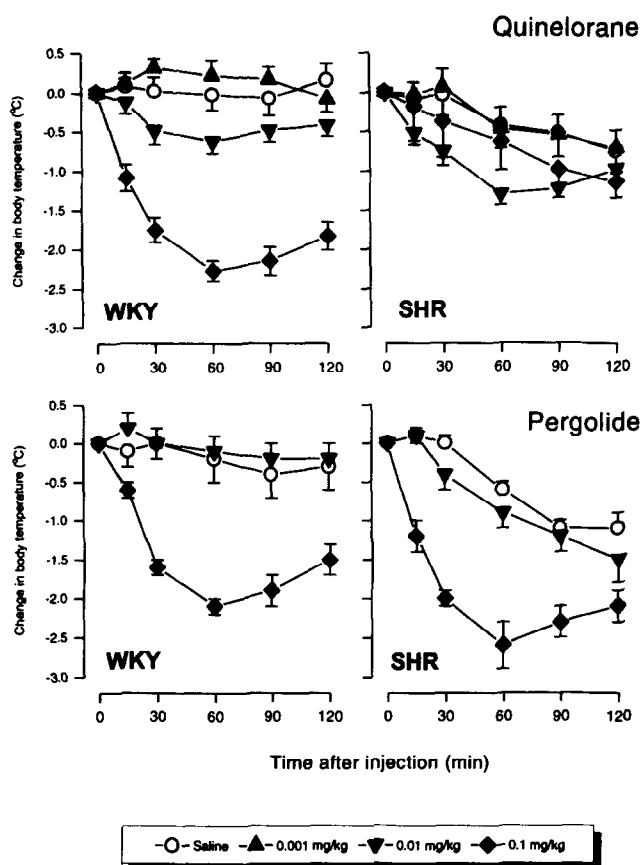 Quinelorane
Change in body temperature (°C)
0.5
0.0
-0.5
-1.0
-1.5
-2.0
-2.5
-3.0
WKY
SHR
0 30 60 90 120
0 30 60 90 120
Pergolide
Change in body temperature (°C)
0.5
0.0
-0.5
-1.0
-1.5
-2.0
-2.5
-3.0
WKY
SHR
0 30 60 90 120
0 30 60 90 120
Time after injection (min)
Saline 0.001 mg/kg 0.01 mg/kg 0.1 mg/kg